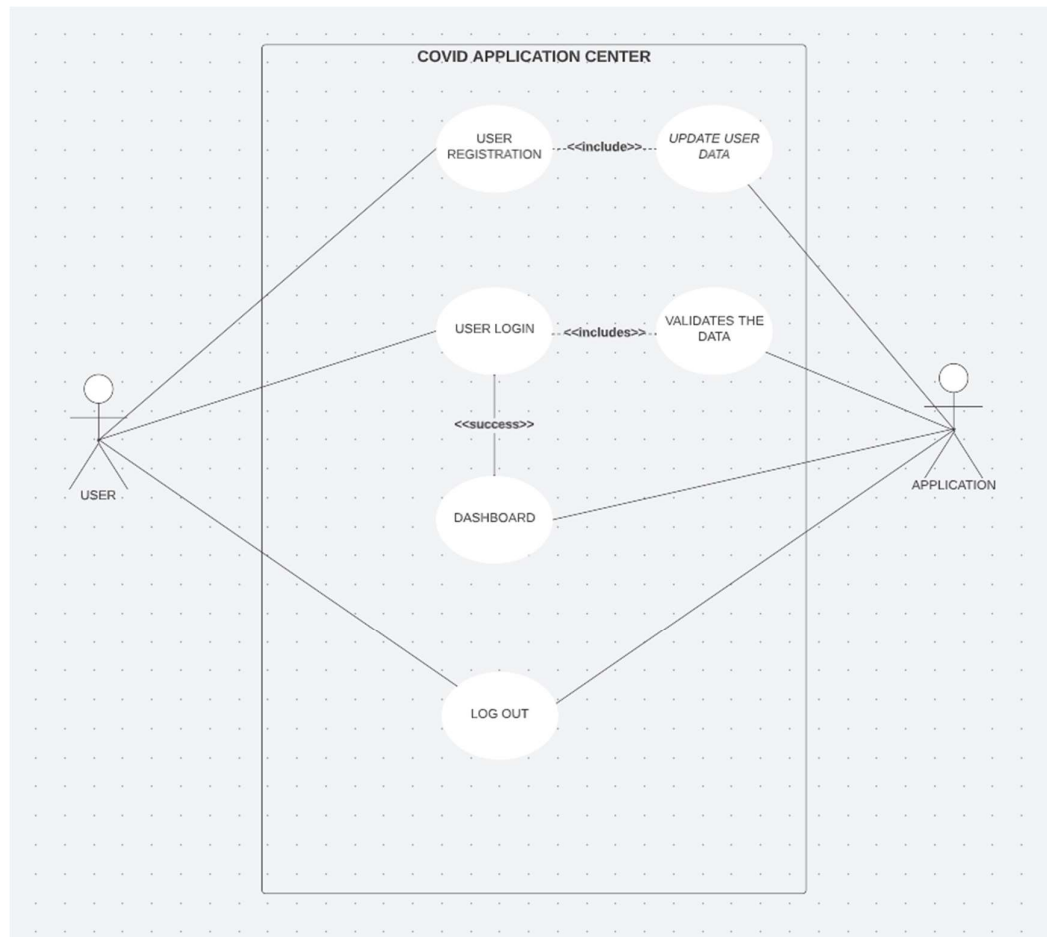 COVID APPLICATION CENTER
USER
REGISTRATION
<<include>>
UPDATE USER
DATA
USER LOGIN
<<includes>>
VALIDATES THE
DATA
<<success>>
USER
APPLICATION
DASHBOARD
LOG OUT